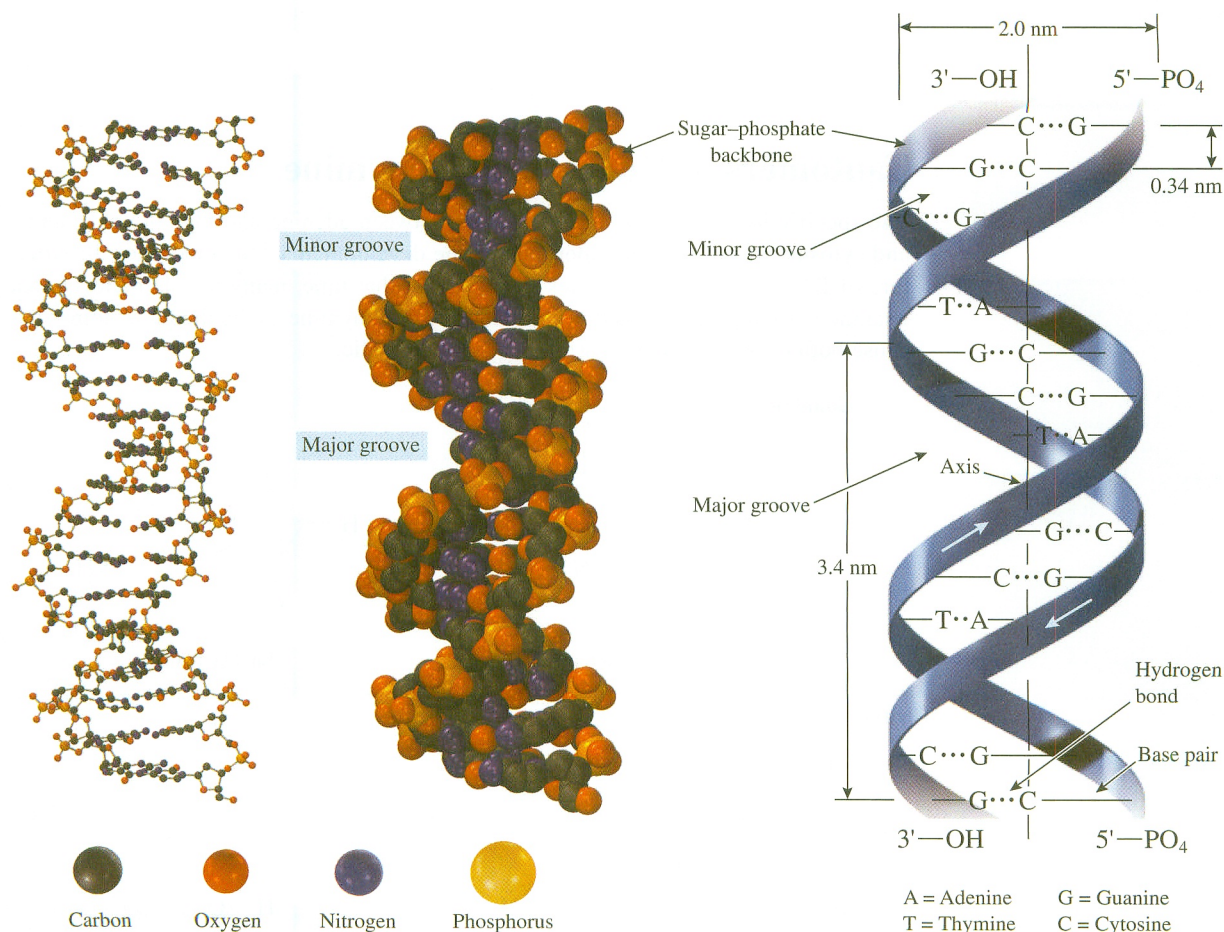 2.0 nm
3'—OH
5'—PO₄
Sugar–phosphate
backbone
C···G
0.34 nm
G···C
Minor groove
C···G
Minor groove
T··A
G···C
C···G
Major groove
T··A
Axis
Major groove
G···C
3.4 nm
C···G
T··A
Hydrogen
bond
C···G
Base pair
G···C
3'—OH
5'—PO₄
Carbon
Oxygen
Nitrogen
Phosphorus
A = Adenine
G = Guanine
T = Thymine
C = Cytosine